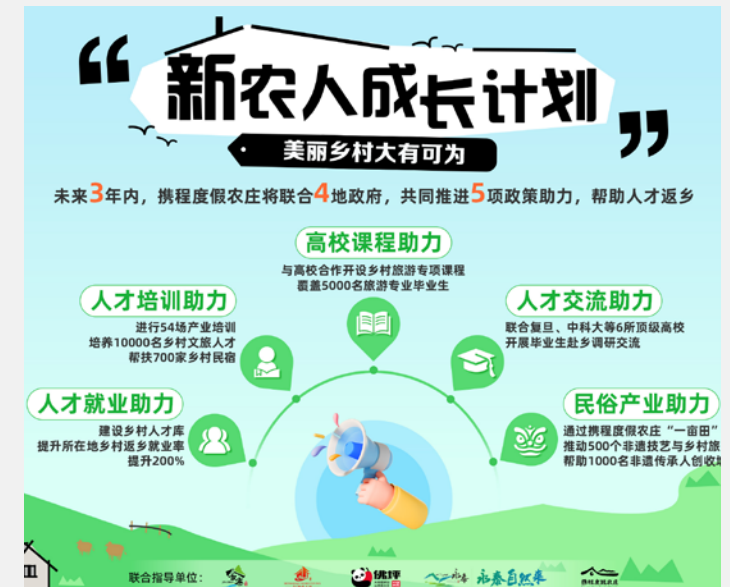 “新农人成长计划”
美丽乡村大有可为
未来3年内，携程度假农庄将联合4地政府，共同推进5项政策助力，帮助人才返乡
高校课程助力
与高校合作开设乡村旅游专项课程
覆盖5000名旅游专业毕业生
人才培训助力
进行54场产业培训
培养10000名乡村文旅人才
帮扶700家乡村民宿
人才交流助力
联合复旦、中科大等6所顶级高校
开展毕业生赴乡调研交流
人才就业助力
建设乡村人才库
提升所在地乡村返乡就业率
提升200%
民俗产业助力
通过携程度假农庄“一亩田”
推动500个非遗技艺与乡村旅
帮助1000名非遗传承人创收
联合指导单位：
佛坪
永泰自然来